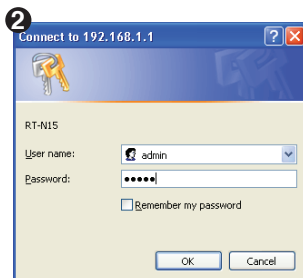 2
Connect to 192.168.1.1
RT-N15
User name: admin
Password: •••••
Remember my password
OK Cancel